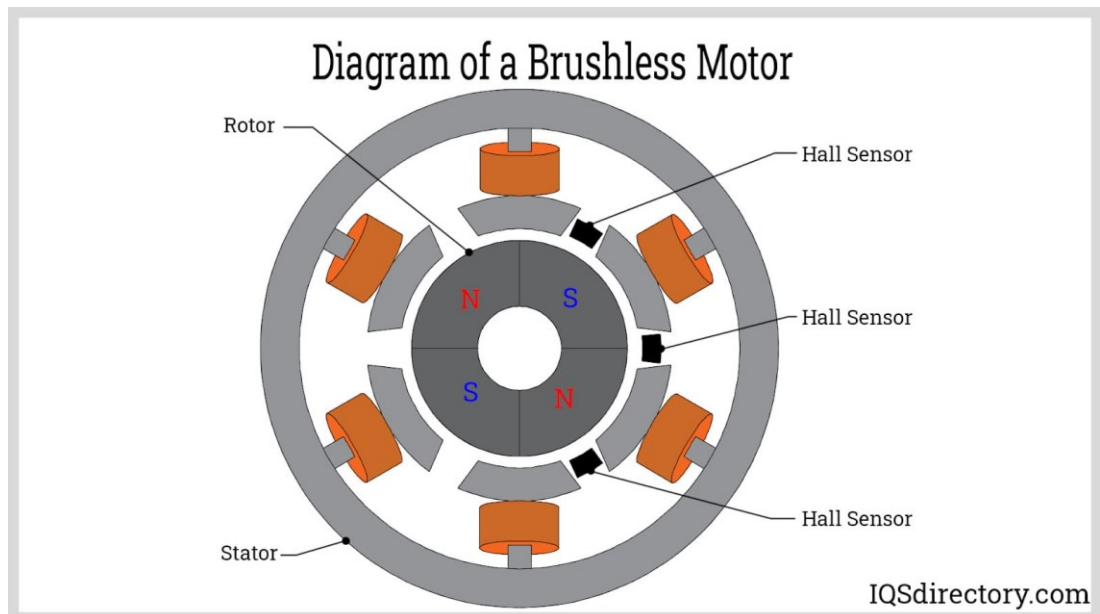 Diagram of a Brushless Motor
Rotor
Hall Sensor
N
S
Hall Sensor
S
N
Hall Sensor
Stator
IQSdirectory.com